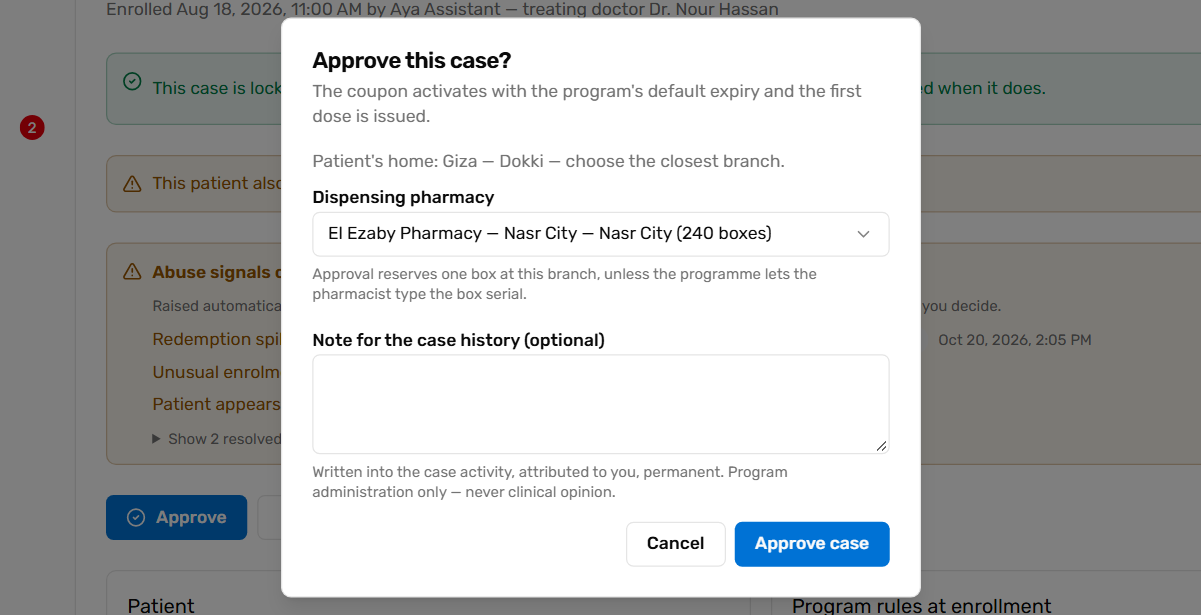 Enrolled Aug 18, 2026, 11:00 AM by Aya Assistant — treating doctor Dr. Nour Hassan
Approve this case?
The coupon activates with the program's default expiry and the first
dose is issued.
This case is lock
ed when it does.
2
Patient's home: Giza — Dokki — choose the closest branch.
This patient also
Dispensing pharmacy
El Ezaby Pharmacy — Nasr City — Nasr City (240 boxes)
Approval reserves one box at this branch, unless the programme lets the
pharmacist type the box serial.
Abuse signals
Raised automatica
you decide.
Redemption spi
Oct 20, 2026, 2:05 PM
Note for the case history (optional)
Unusual enrolm
Patient appears
Show 2 resolved
Written into the case activity, attributed to you, permanent. Program
administration only — never clinical opinion.
Approve
Cancel
Approve case
Patient
Program rules at enrollment